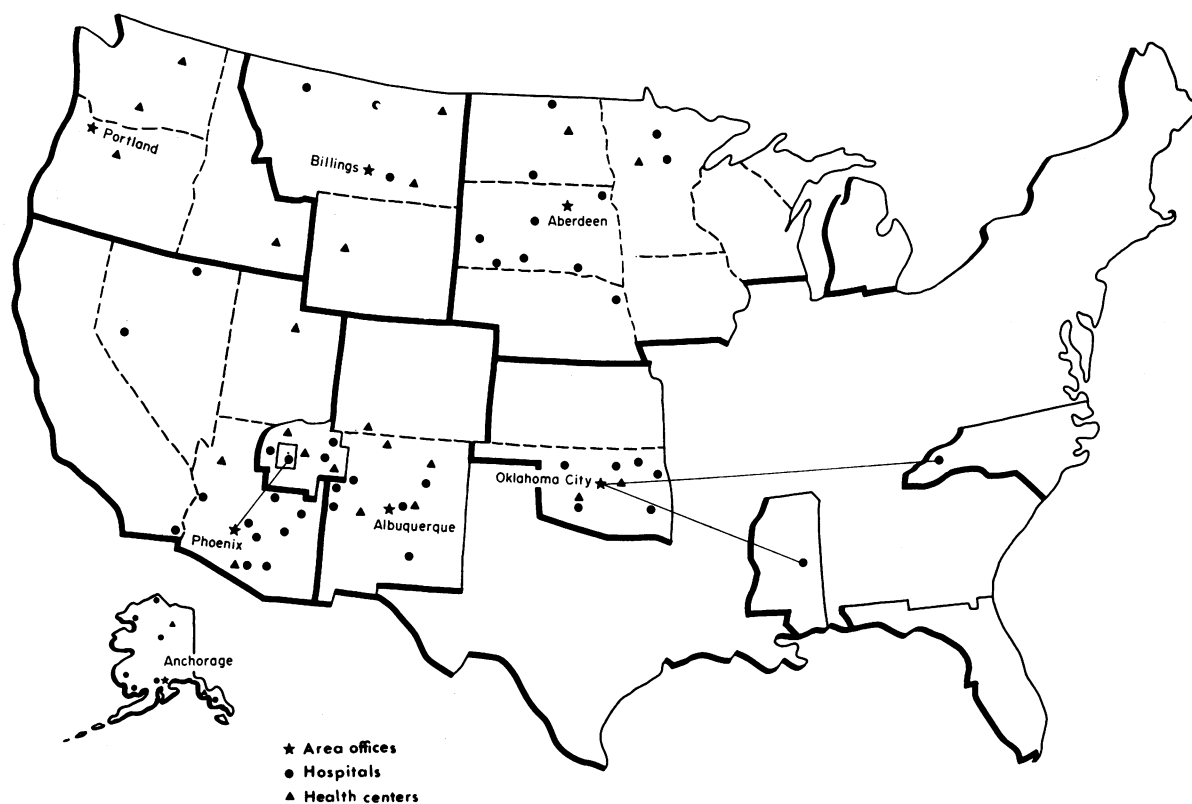 Portland
Billings
Aberdeen
Oklahoma City
Phoenix
Albuquerque
Anchorage
★ Area offices
● Hospitals
▲ Health centers